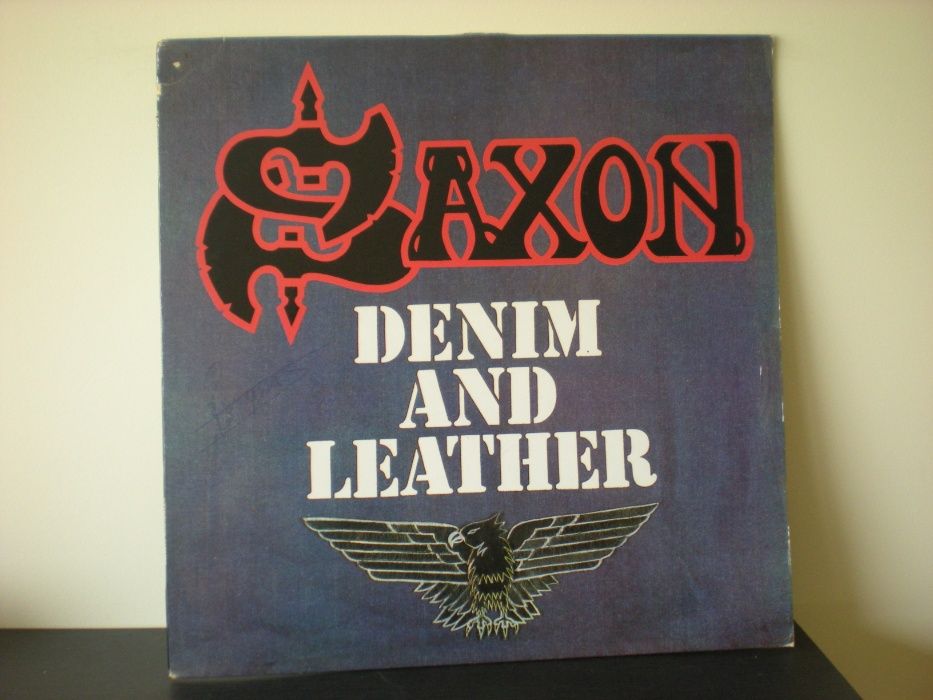 SAXON
DENIM
AND
LEATHER